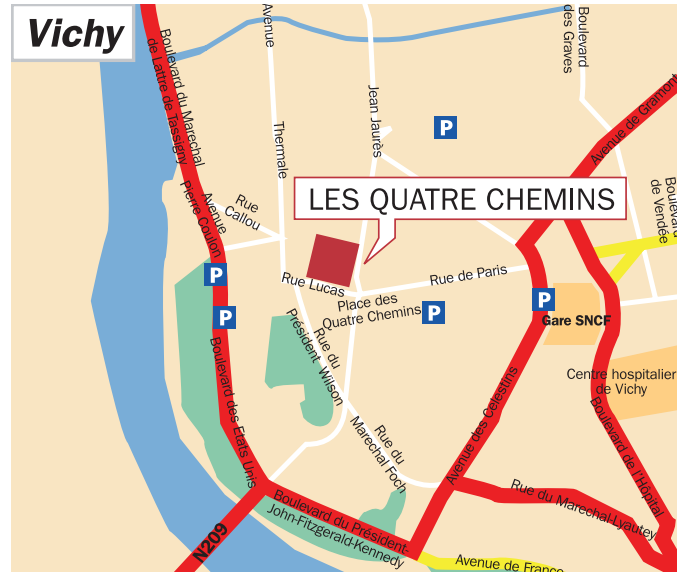 Vichy
Boulevard du Marechal
de Lattre de Tassigny
Avenue
Thermale
Jean Jaurès
Boulevard
des Graves
Avenue de Gramont
P
Boulevard
de Vendée
Avenue
Pierre Coulon
Rue
Callou
LES QUATRE CHEMINS
P
P
Rue Lucas
Rue de Paris
Place des
Quatre Chemins
P
P
Gare SNCF
Rue du
Président Wilson
Boulevard des Etats Unis
Centre hospitalier
de Vichy
Avenue des Celestins
Boulevard de l'Hôpital
Rue du
Marechal Foch
Rue du Marechal-Lyautey
Boulevard du Président-
John-Fitzgerald-Kennedy
N209
Avenue de France